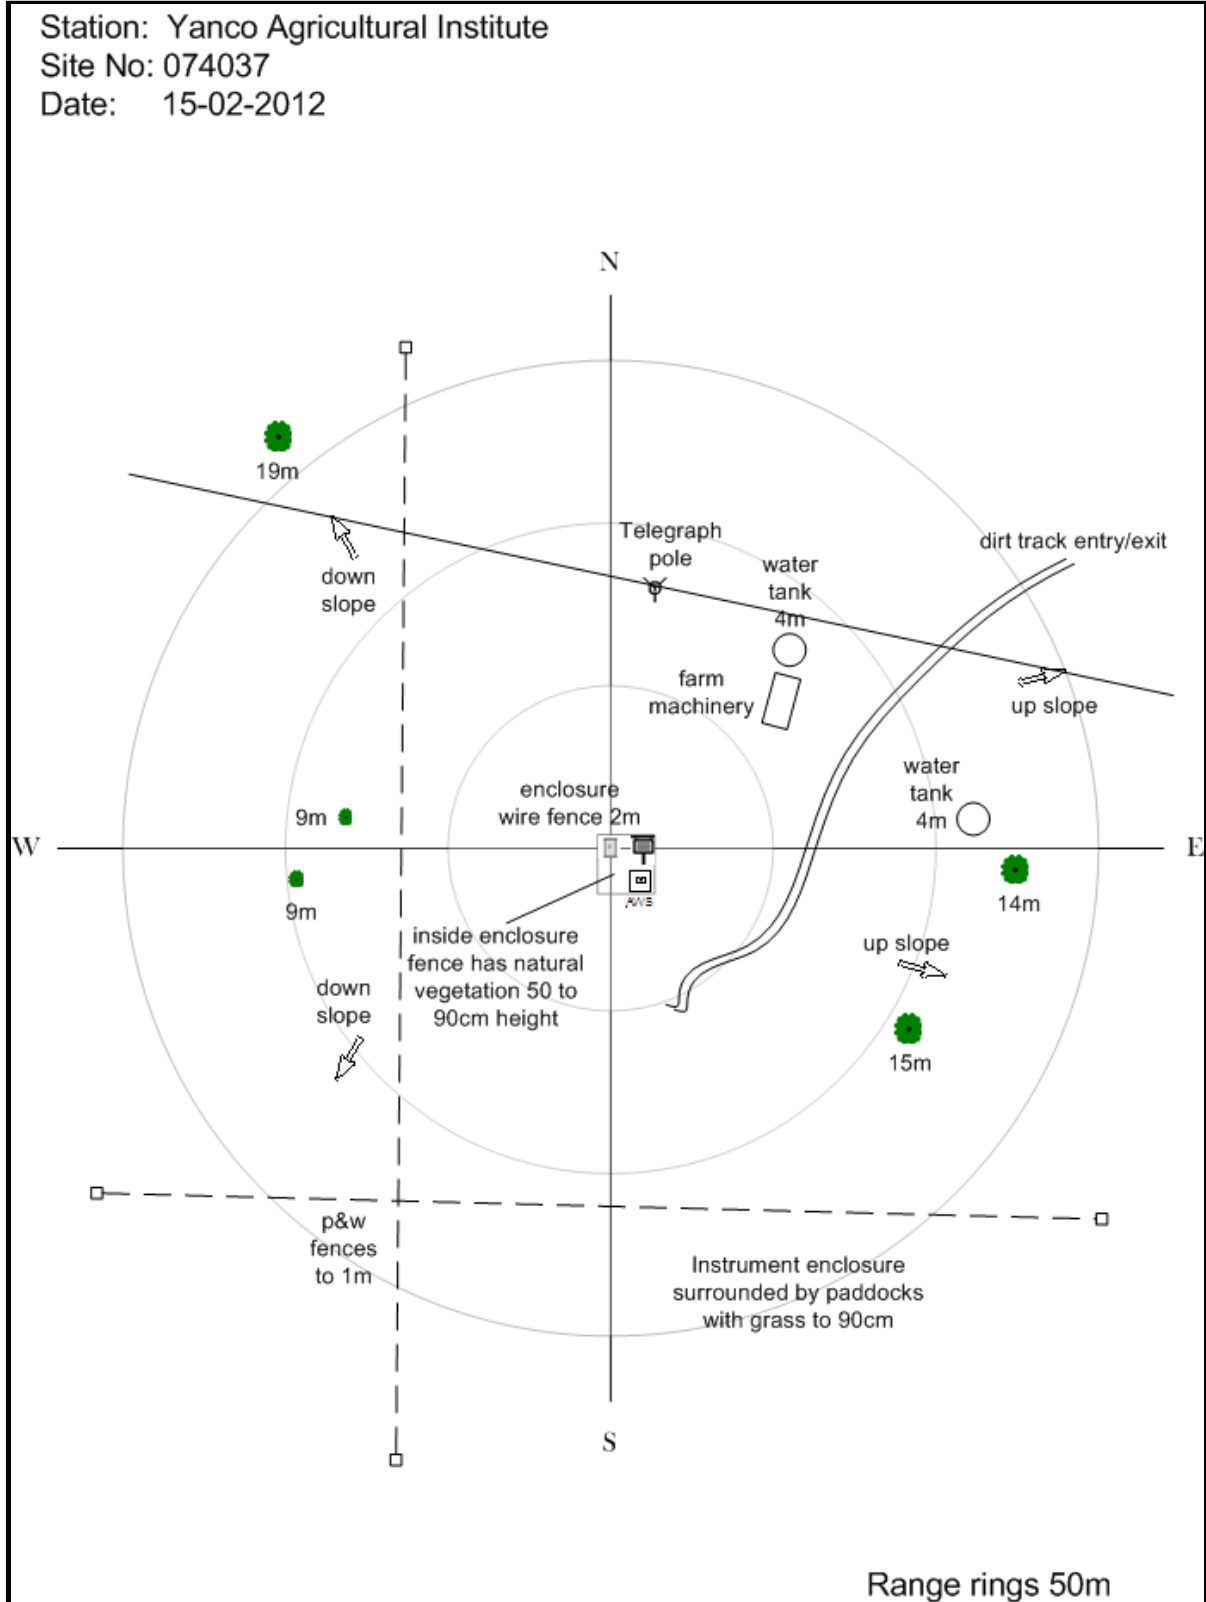 Station: Yanco Agricultural Institute
Site No: 074037
Date: 15-02-2012
N
19m
Telegraph
pole
dirt track entry/exit
water
tank
4m
down
slope
farm
machinery
up slope
water
tank
4m
enclosure
wire fence 2m
9m
W
E
AWS
9m
14m
inside enclosure
fence has natural
vegetation 50 to
90cm height
up slope
down
slope
15m
p&w
fences
to 1m
Instrument enclosure
surrounded by paddocks
with grass to 90cm
S
Range rings 50m